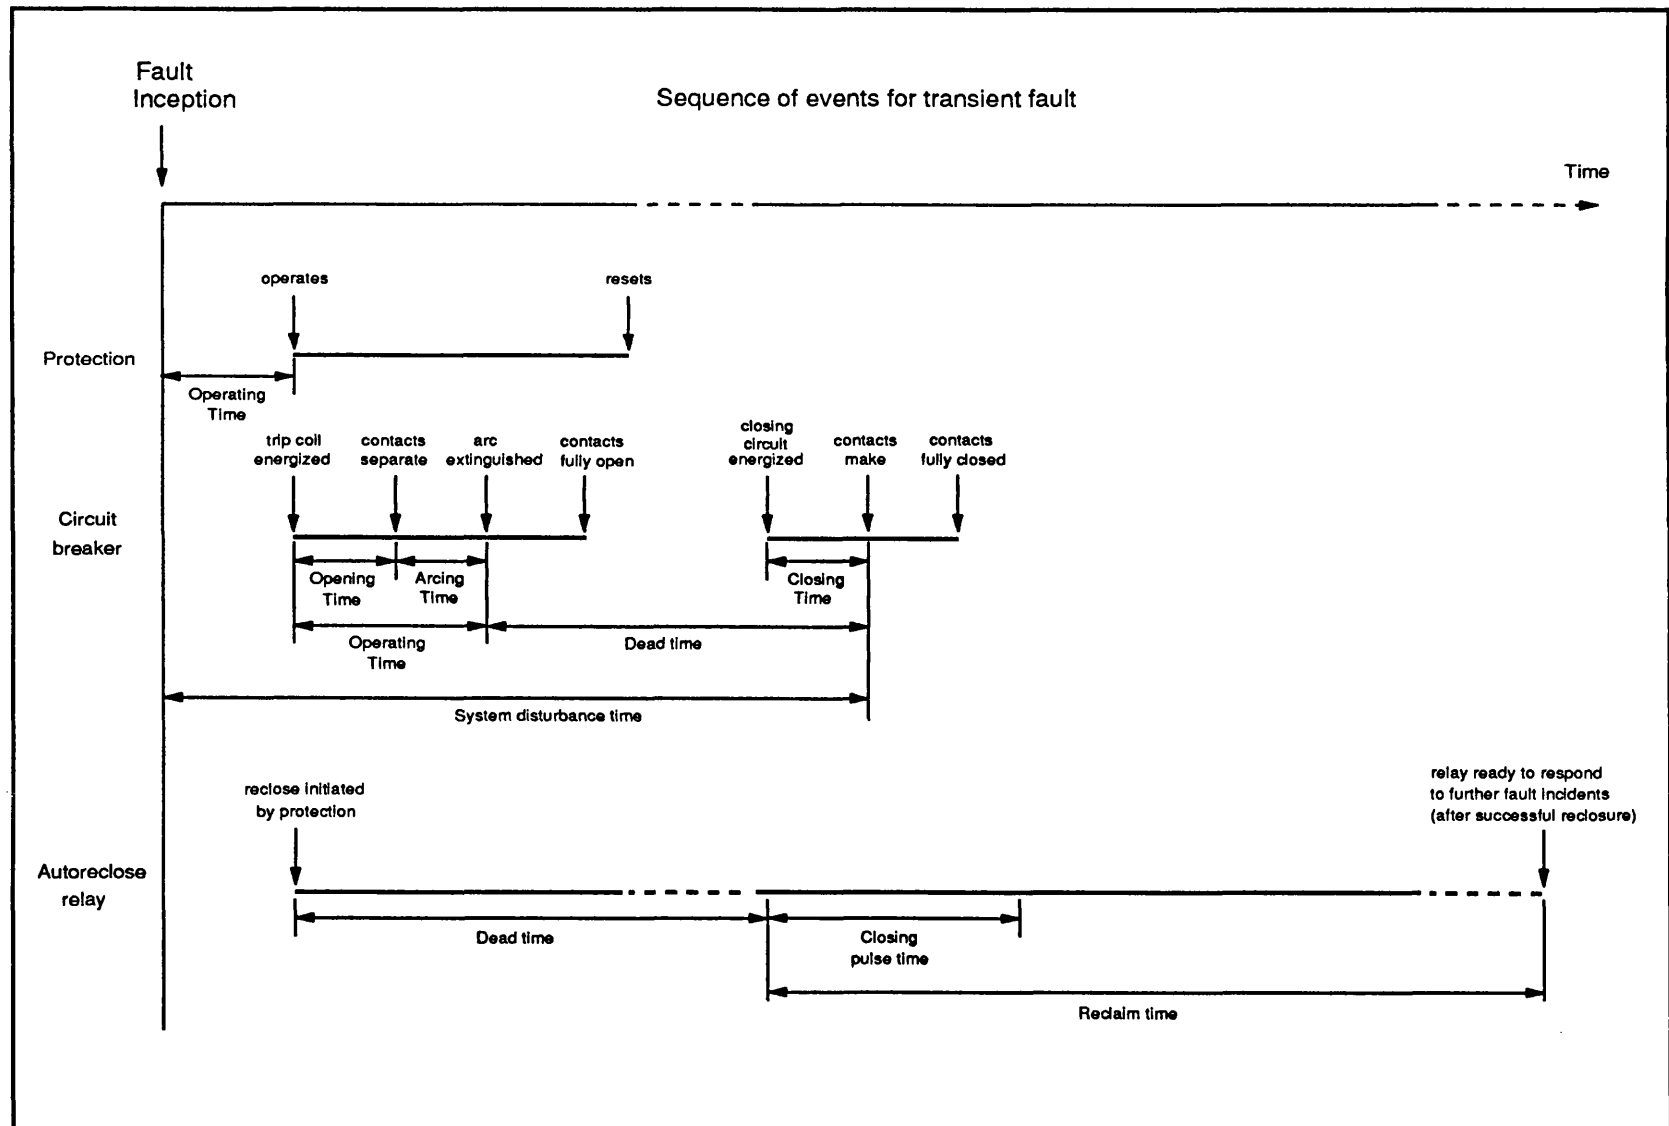 Fault
Inception
Sequence of events for transient fault
Time
operates
resets
Protection
Operating
Time
trip coil
energized
contacts
separate
arc
extinguished
contacts
fully open
closing
circuit
energized
contacts
make
contacts
fully closed
Circuit
breaker
Opening
Time
Arcing
Time
Closing
Time
Operating
Time
Dead time
System disturbance time
reclose initiated
by protection
relay ready to respond
to further fault incidents
(after successful reclosure)
Autoreclose
relay
Dead time
Closing
pulse time
Reclaim time